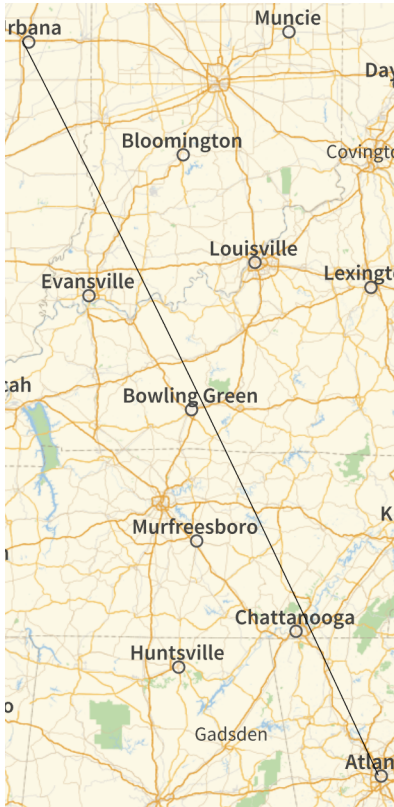 Muncie
rbana
Day
Bloomington
Covingto
Louisville
Lexingto
Evansville
cah
Bowling Green
K
Murfreesboro
n
Chattanooga
Huntsville
o
Gadsden
Atlan